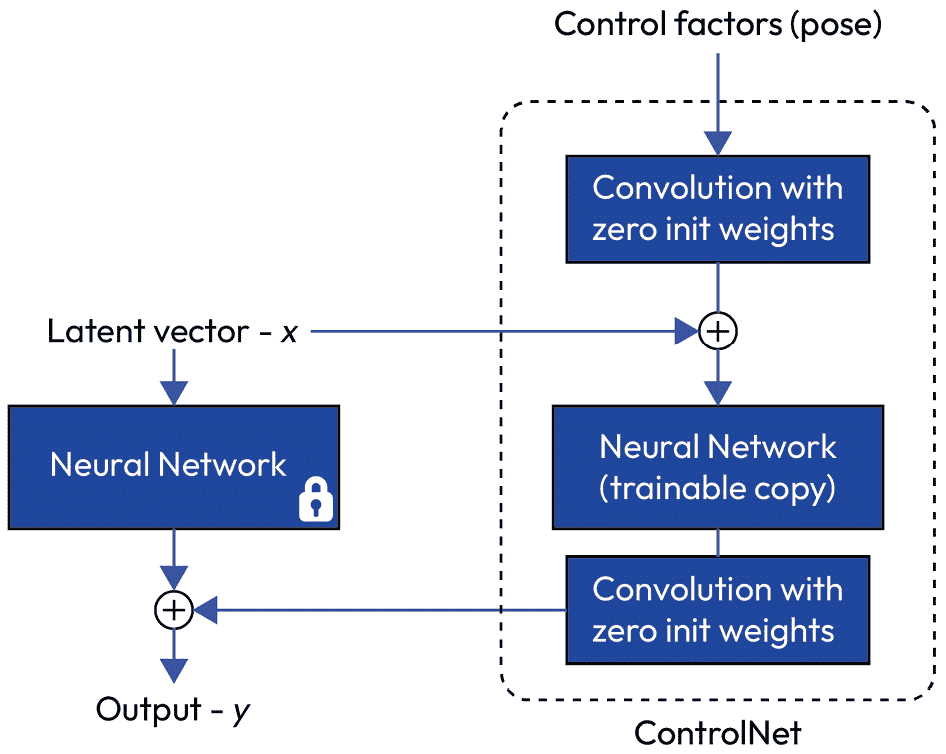 Control factors (pose)
Convolution with
zero init weights
Latent vector - x
Neural Network
Neural Network
(trainable copy)
Convolution with
zero init weights
Output - y
ControlNet